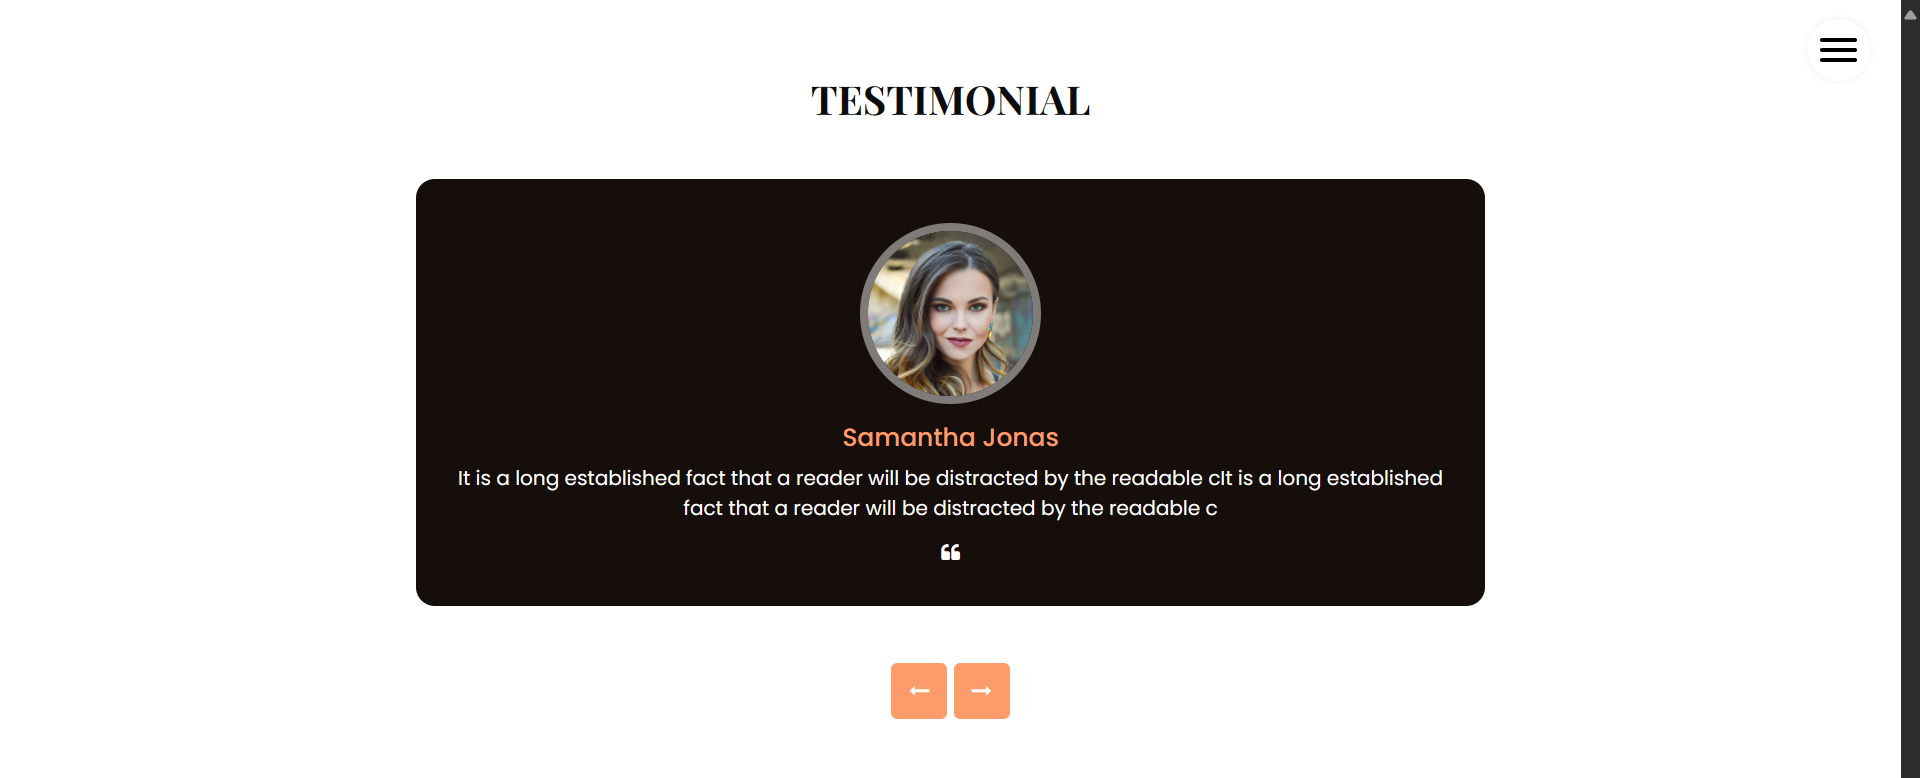 TESTIMONIAL
Samantha Jonas
It is a long established fact that a reader will be distracted by the readable cIt is a long established
fact that a reader will be distracted by the readable c